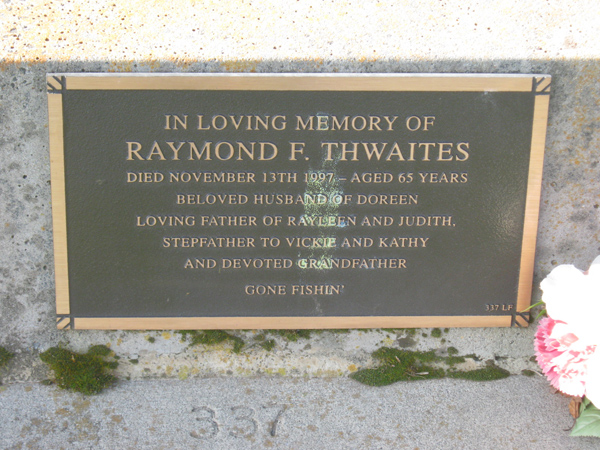 IN LOVING MEMORY OF
RAYMOND F. THWAITES
DIED NOVEMBER 13TH 1997 – AGED 65 YEARS
BELOVED HUSBAND OF DOREEN
LOVING FATHER OF RAYLEEN AND JUDITH,
STEPFATHER TO VICKIE AND KATHY
AND DEVOTED GRANDFATHER
GONE FISHIN'
337 LF
337